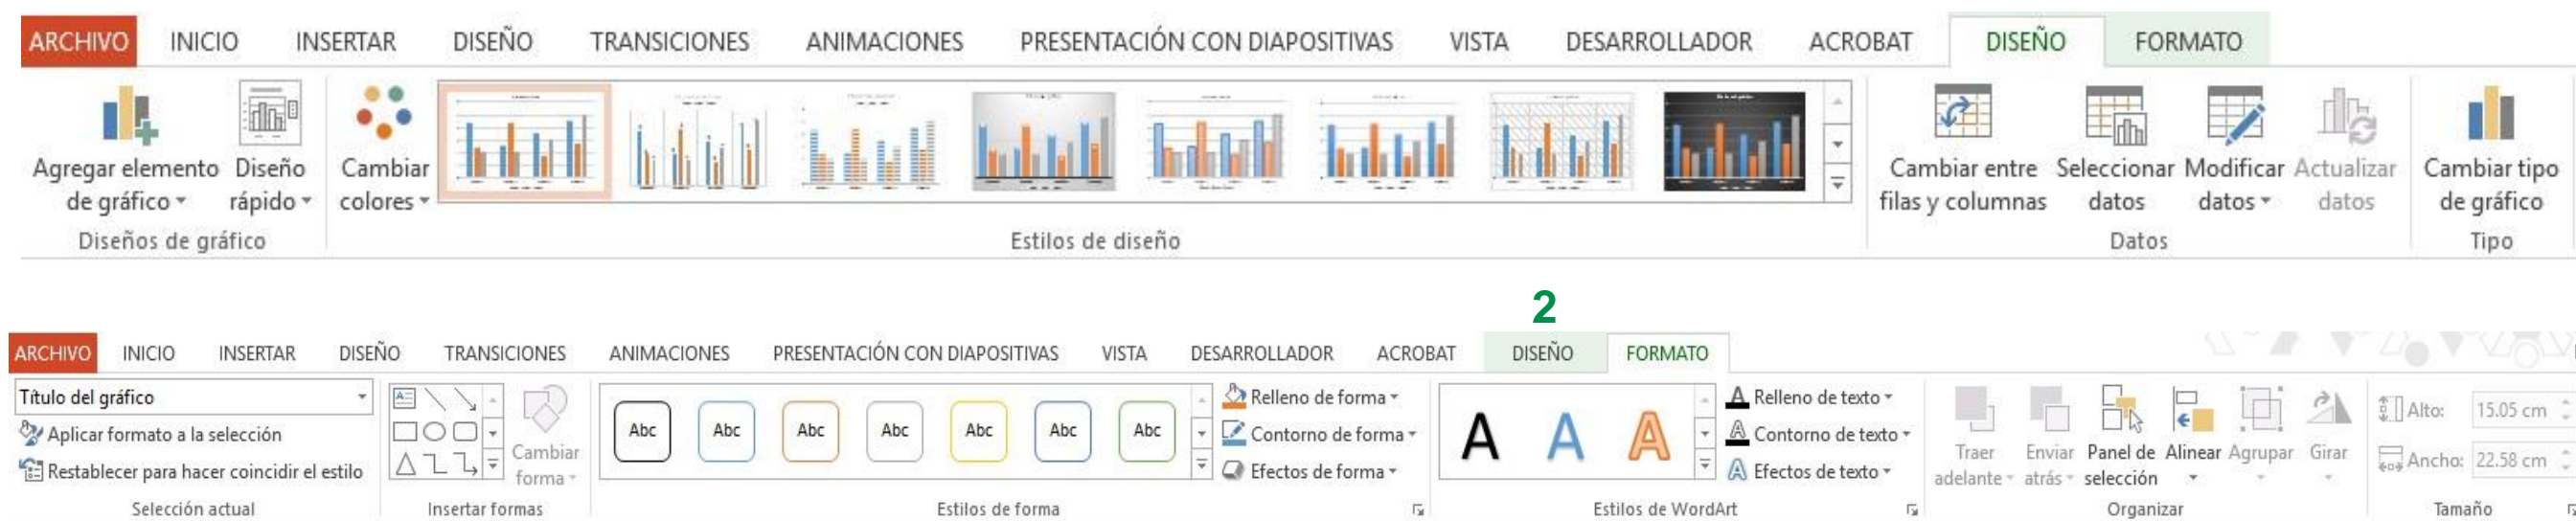 ARCHIVO INICIO INSERTAR DISEÑO TRANSICIONES ANIMACIONES PRESENTACIÓN CON DIAPOSITIVAS VISTA DESARROLLADOR ACROBAT DISEÑO FORMATO
Agregar elemento Diseño Cambiar Cambiar entre Seleccionar Modificar Actualizar Cambiar tipo
de gráfico rápido colores filas y columnas datos datos datos de gráfico
Diseños de gráfico Estilos de diseño Datos Tipo
2
ARCHIVO INICIO INSERTAR DISEÑO TRANSICIONES ANIMACIONES PRESENTACIÓN CON DIAPOSITIVAS VISTA DESARROLLADOR ACROBAT DISEÑO FORMATO
Título del gráfico Relleno de forma A Relleno de texto Alto: 15.05 cm
Aplicar formato a la selección Abc Abc Abc Abc Abc Abc Abc Contorno de forma A A A A Contorno de texto
Cambiar Traer Enviar Panel de Alinear Agrupar Girar Ancho: 22.58 cm
Restablecer para hacer coincidir el estilo forma Efectos de forma A Efectos de texto adelante atrás selección
Selección actual Insertar formas Estilos de forma Estilos de WordArt Organizar Tamaño